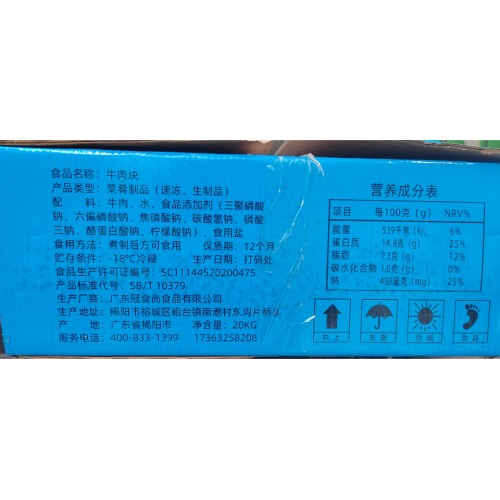 食品名称：牛肉块
产品类型：菜肴制品（速冻、生制品）
配　　料：牛肉、水、食品添加剂（三聚磷酸
钠、六偏磷酸钠、焦磷酸钠、碳酸氢钠、磷酸
三钠、酪蛋白酸钠、柠檬酸钠）、食用盐
食用方法：煮制后方可食用　保质期：12个月
贮存条件：-18℃冷藏　生产日期：打码处
食品生产许可证编号：SC11144520200475
产品标准代号：SB/T 10379
生产厂商：广东冠食尚食品有限公司
生产地址：揭阳市榕城区砲台镇南潮村东沟片桥头
产　　地：广东省揭阳市　净含量：20KG
服务电话：400-833-1399　17363258208
营养成分表
项目　每100克（g）　NRV%
能量　539千焦（kj）　6%
蛋白质　14.8克（g）　25%
脂肪　7.3克（g）　12%
碳水化合物　1.0克（g）　0%
钠　498毫克（mg）　25%
向上　防雨　防晒